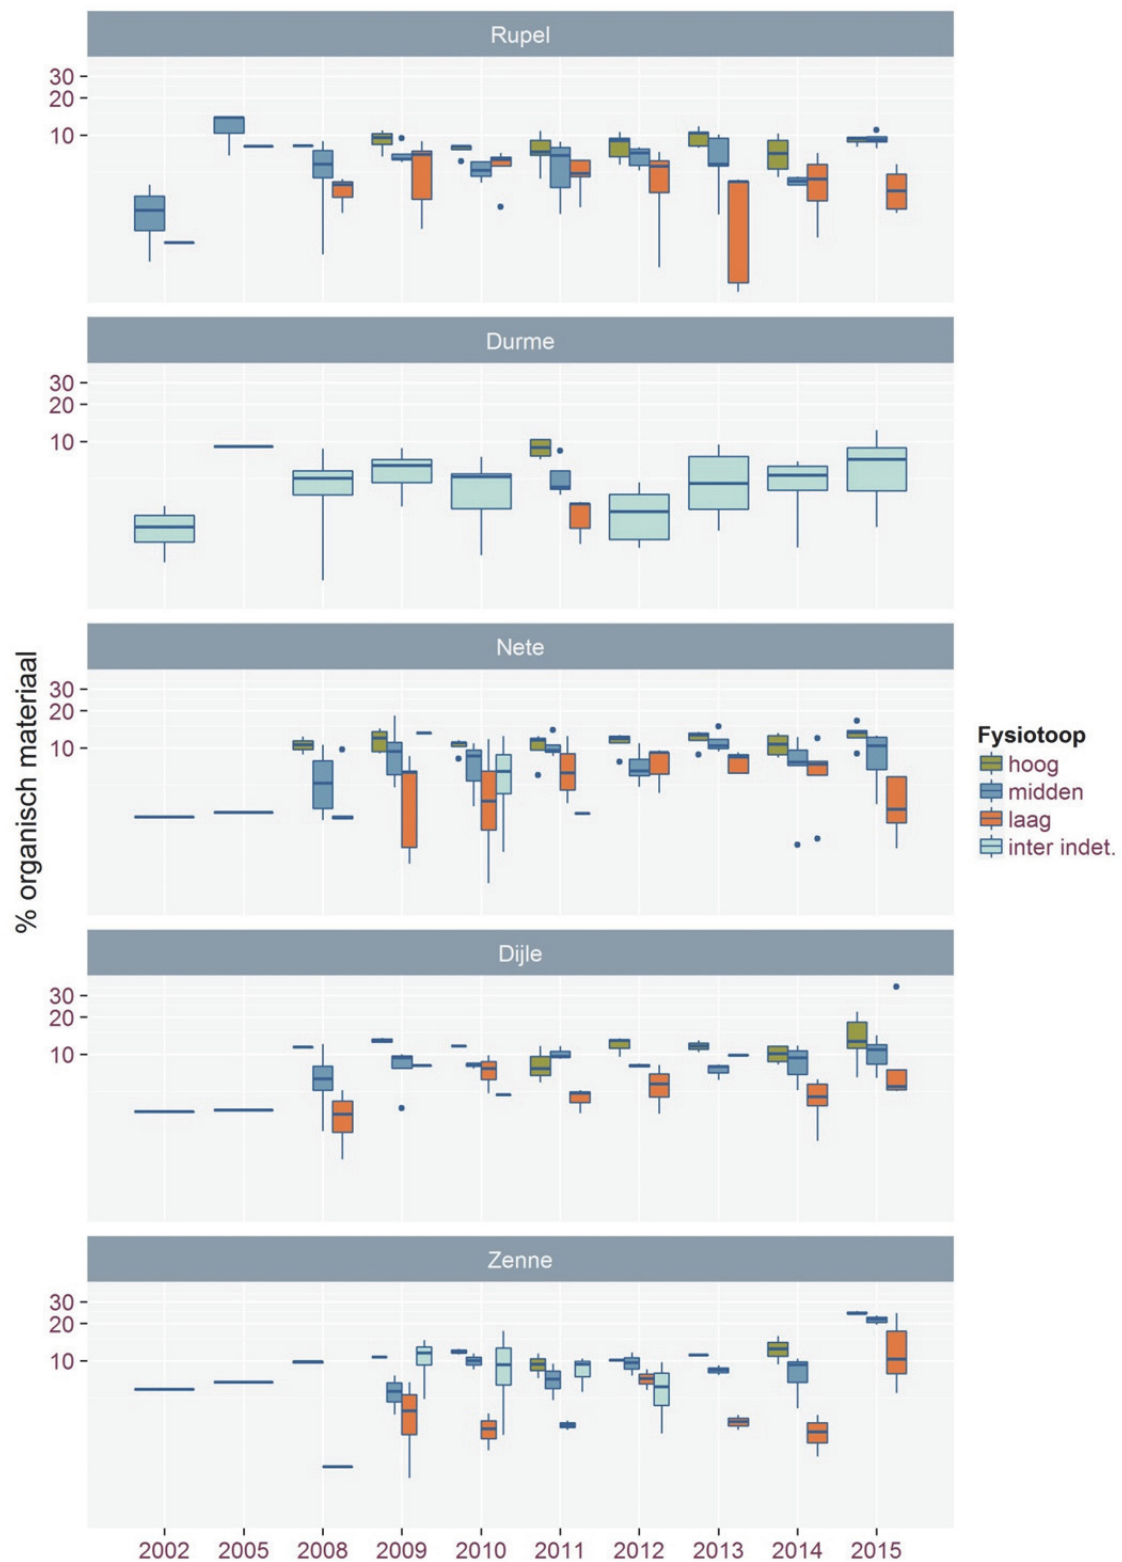 Rupel
30
20
10
Durme
30
20
10
Nete
30
20
10
Dijle
30
20
10
Zenne
30
20
10
2002 2005 2008 2009 2010 2011 2012 2013 2014 2015
% organisch materiaal
Fysiotoop
hoog
midden
laag
inter indet.